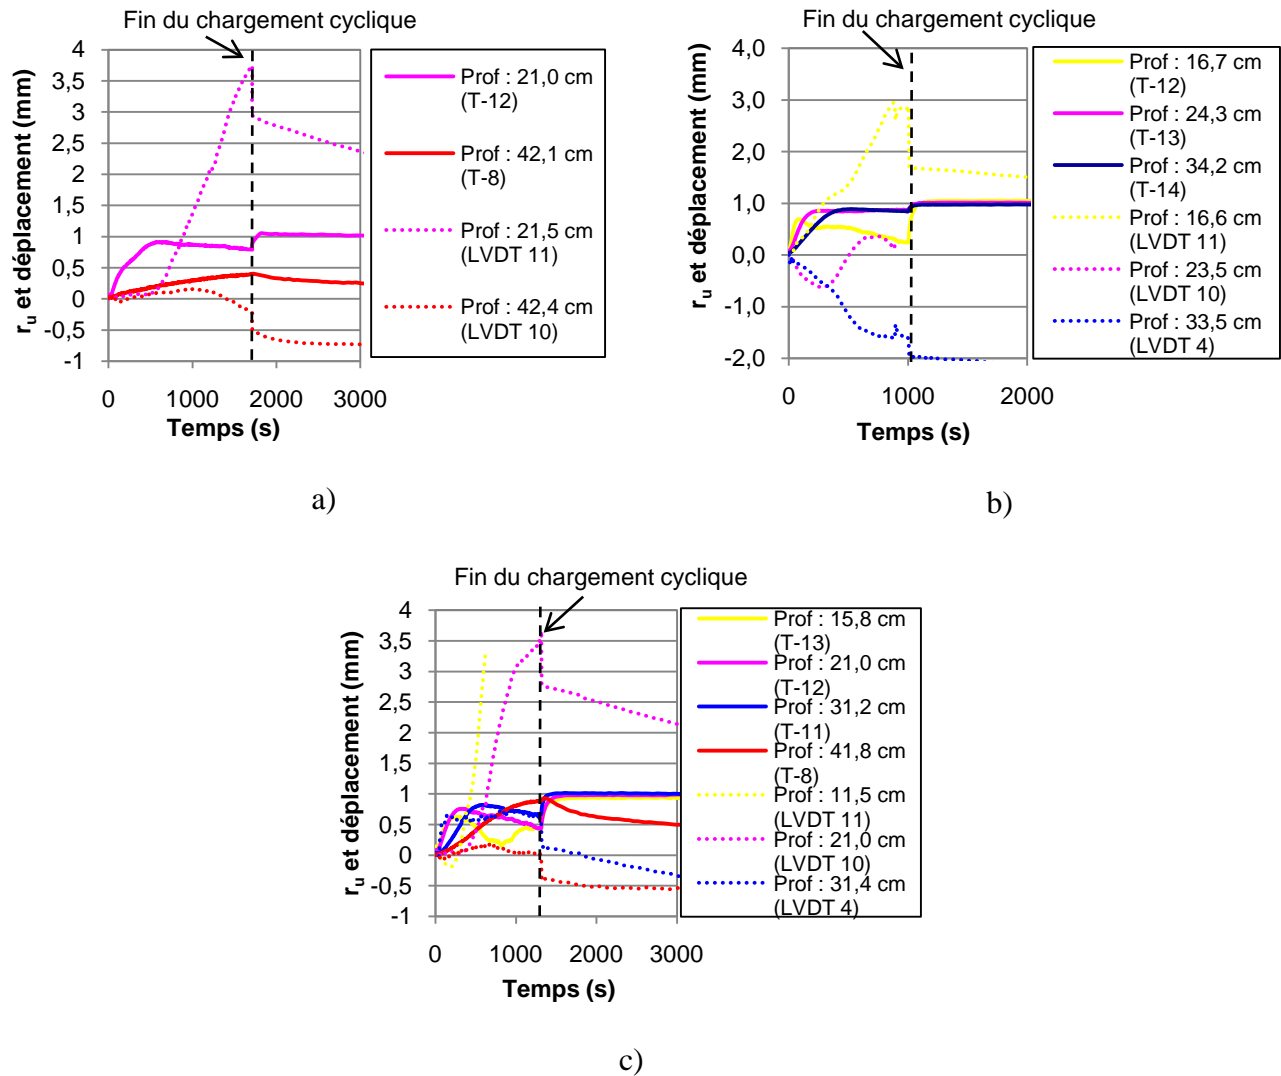 Fin du chargement cyclique
r_u et déplacement (mm)
4
3,5
3
2,5
2
1,5
1
0,5
0
-0,5
-1
0 1000 2000 3000
Temps (s)
Prof : 21,0 cm
(T-12)
Prof : 42,1 cm
(T-8)
Prof : 21,5 cm
(LVDT 11)
Prof : 42,4 cm
(LVDT 10)
a)
Fin du chargement cyclique
r_u et déplacement (mm)
4,0
3,0
2,0
1,0
0,0
-1,0
-2,0
0 1000 2000
Temps (s)
Prof : 16,7 cm
(T-12)
Prof : 24,3 cm
(T-13)
Prof : 34,2 cm
(T-14)
Prof : 16,6 cm
(LVDT 11)
Prof : 23,5 cm
(LVDT 10)
Prof : 33,5 cm
(LVDT 4)
b)
Fin du chargement cyclique
r_u et déplacement (mm)
4
3,5
3
2,5
2
1,5
1
0,5
0
-0,5
-1
0 1000 2000 3000
Temps (s)
Prof : 15,8 cm
(T-13)
Prof : 21,0 cm
(T-12)
Prof : 31,2 cm
(T-11)
Prof : 41,8 cm
(T-8)
Prof : 11,5 cm
(LVDT 11)
Prof : 21,0 cm
(LVDT 10)
Prof : 31,4 cm
(LVDT 4)
c)